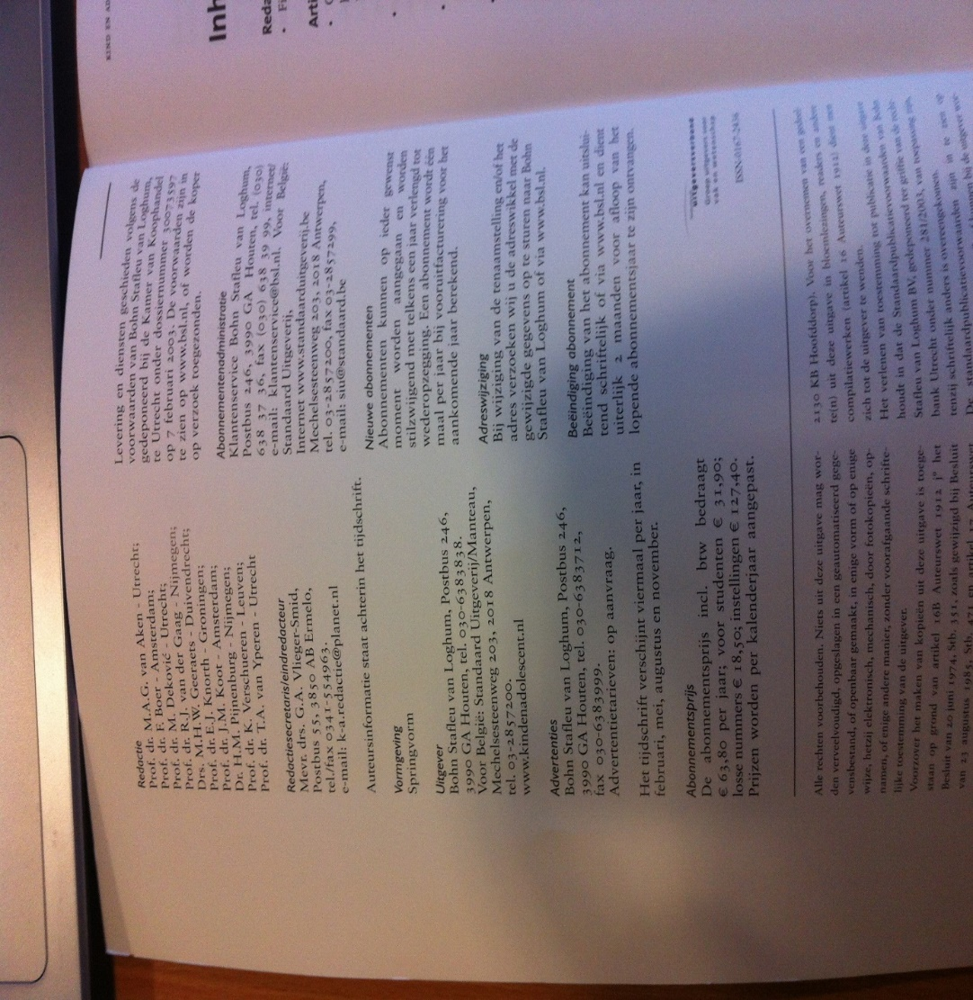 Redactie
Prof. dr. M.A.G. van Aken - Utrecht;
Prof. dr. F. Boer - Amsterdam;
Prof. dr. M. Deković - Utrecht;
Prof. dr. R.J. van der Gaag - Nijmegen;
Drs. M.H.W. Geeraets - Duivendrecht;
Prof. dr. E.J. Knorth - Groningen;
Prof. dr. J.M. Koot - Amsterdam;
Dr. H.M. Pijnenburg - Nijmegen;
Prof. dr. K. Verschueren - Leuven;
Prof. dr. T.A. van Yperen - Utrecht
Redactiesecretaris/eindredacteur
Mevr. drs. G.A. Vlieger-Smid,
Postbus 55, 3850 AB Ermelo,
tel./fax 0341-554963.
e-mail: k-a.redactie@planet.nl
Auteursinformatie staat achterin het tijdschrift.
Vormgeving
Springvorm
Uitgever
Bohn Stafleu van Loghum, Postbus 246,
3990 GA Houten, tel. 030-6383838.
Voor België: Standaard Uitgeverij/Manteau,
Mechelsesteenweg 203, 2018 Antwerpen,
tel. 03-2857200.
www.kindenadolescent.nl
Advertenties
Bohn Stafleu van Loghum, Postbus 246,
3990 GA Houten, tel. 030-6383712,
fax 030-6383999.
Advertentietarieven: op aanvraag.
Het tijdschrift verschijnt viermaal per jaar, in
februari, mei, augustus en november.
Abonnementsprijs
De abonnementsprijs incl. btw bedraagt
€ 63,80 per jaar; voor studenten € 31,90;
losse nummers € 18,50; instellingen € 127,40.
Prijzen worden per kalenderjaar aangepast.
Levering en diensten geschieden volgens de
voorwaarden van Bohn Stafleu van Loghum,
gedeponeerd bij de Kamer van Koophandel
te Utrecht onder dossiernummer 30073597
op 7 februari 2003. De voorwaarden zijn in
te zien op www.bsl.nl, of worden de koper
op verzoek toegezonden.
Abonnementenadministratie
Klantenservice Bohn Stafleu van Loghum,
Postbus 246, 3990 GA Houten, tel. (030)
638 37 36, fax (030) 638 39 99, internet/
e-mail: klantenservice@bsl.nl. Voor België:
Standaard Uitgeverij,
Internet www.standaarduitgeverij.be
Mechelsesteenweg 203, 2018 Antwerpen,
tel. 03-2857200, fax 03-2857299,
e-mail: siu@standaard.be
Nieuwe abonnementen
Abonnementen kunnen op ieder gewenst
moment worden aangegaan en worden
stilzwijgend met telkens een jaar verlengd tot
wederopzegging. Een abonnement wordt één
maal per jaar bij vooruitfacturering voor het
aankomende jaar berekend.
Adreswijziging
Bij wijziging van de tenaamstelling en/of het
adres verzoeken wij u de adreswikkel met de
gewijzigde gegevens op te sturen naar Bohn
Stafleu van Loghum of via www.bsl.nl.
Beëindiging abonnement
Beëindiging van het abonnement kan uitslui-
tend schriftelijk of via www.bsl.nl en dient
uiterlijk 2 maanden voor afloop van het
lopende abonnementsjaar te zijn ontvangen.
uitgeversverbond
Groep uitgevers voor
vak en wetenschap
ISSN 0167-2436
Alle rechten voorbehouden. Niets uit deze uitgave mag wor-
den verveelvoudigd, opgeslagen in een geautomatiseerd gege-
vensbestand, of openbaar gemaakt, in enige vorm of op enige
wijze, hetzij elektronisch, mechanisch, door fotokopieën, op-
namen, of enige andere manier, zonder voorafgaande schrifte-
lijke toestemming van de uitgever.
Voorzover het maken van kopieën uit deze uitgave is toege-
staan op grond van artikel 16B Auteurswet 1912 j° het
Besluit van 20 juni 1974, Stb. 351, zoals gewijzigd bij Besluit
van 23 augustus 1985, Stb. 471 en artikel 17 Auteurswet
2130 KB Hoofddorp). Voor het overnemen van een gedeel-
te(n) uit deze uitgave in bloemlezingen, readers en andere
compilatiewerken (artikel 16 Auteurswet 1912) dient men
zich tot de uitgever te wenden.
Het verlenen van toestemming tot publicatie in deze uitgave
houdt in dat de Standaardpublicatievoorwaarden van Bohn
Stafleu van Loghum BV, gedeponeerd ter griffie van de recht-
bank Utrecht onder nummer 281/2003, van toepassing zijn,
tenzij schriftelijk anders is overeengekomen.
De standaardpublicatievoorwaarden zijn in te zien op
bij de uitgever wor-
KIND EN AD
Inh
Reda
• Fi
Arti